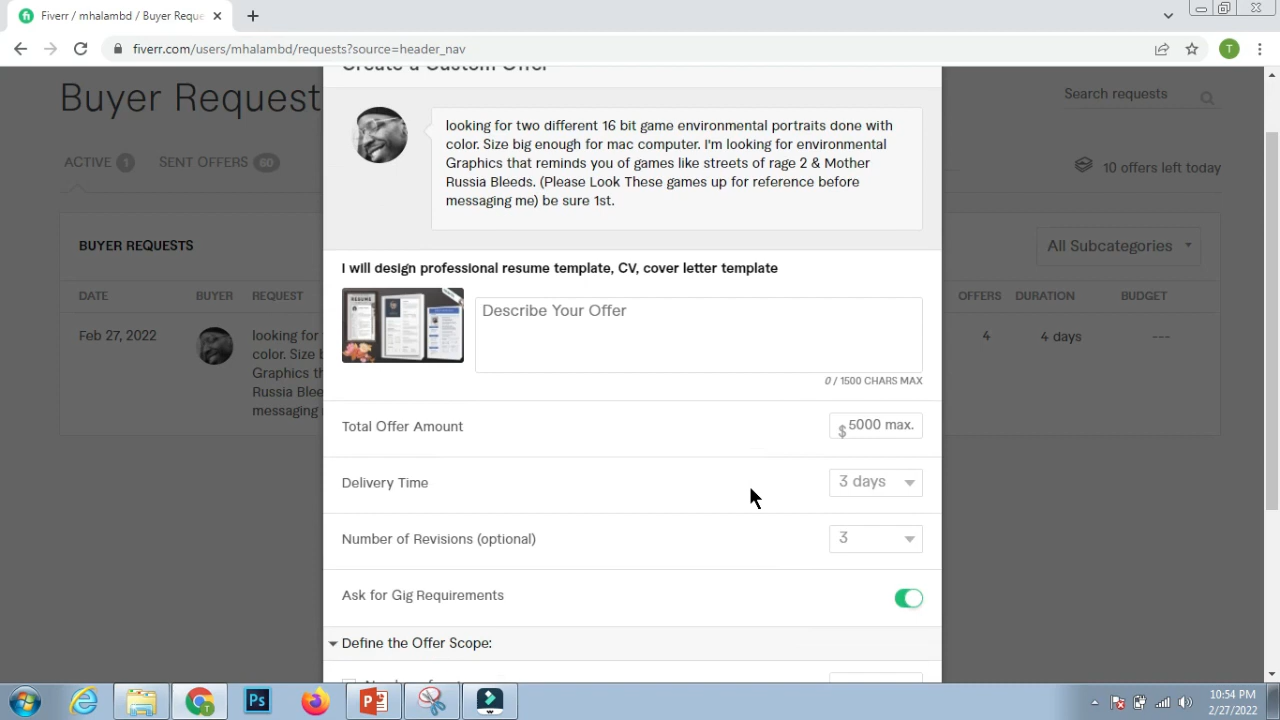 Fiverr / mhalambd / Buyer Reque
fiverr.com/users/mhalambd/requests?source=header_nav
T
Create a Custom Offer
Buyer Request
Search requests
looking for two different 16 bit game environmental portraits done with
color. Size big enough for mac computer. I'm looking for environmental
Graphics that reminds you of games like streets of rage 2 & Mother
Russia Bleeds. (Please Look These games up for reference before
messaging me) be sure 1st.
ACTIVE 1 SENT OFFERS 60
10 offers left today
BUYER REQUESTS
All Subcategories
I will design professional resume template, CV, cover letter template
DATE BUYER REQUEST OFFERS DURATION BUDGET
RESUME
Describe Your Offer
Feb 27, 2022 looking for 4 4 days ---
color. Size b
Graphics th
Russia Blee
messaging
0 / 1500 CHARS MAX
Total Offer Amount $ 5000 max.
Delivery Time 3 days
Number of Revisions (optional) 3
Ask for Gig Requirements
Define the Offer Scope:
Ps
10:54 PM
2/27/2022